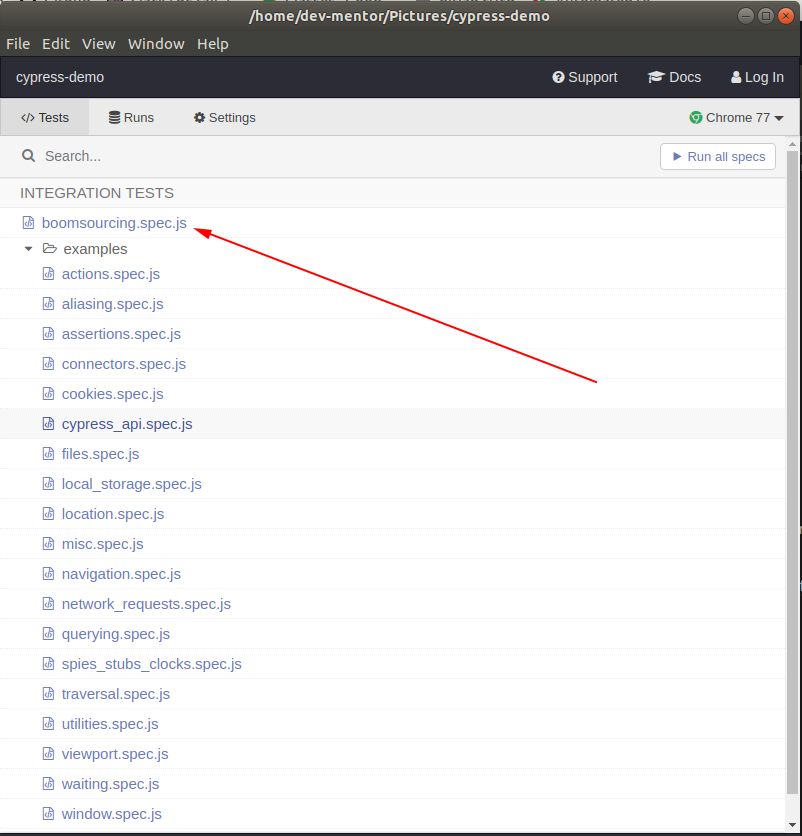 /home/dev-mentor/Pictures/cypress-demo
File Edit View Window Help
cypress-demo Support Docs Log In
Tests Runs Settings Chrome 77
Search... Run all specs
INTEGRATION TESTS
boomsourcing.spec.js
examples
actions.spec.js
aliasing.spec.js
assertions.spec.js
connectors.spec.js
cookies.spec.js
cypress_api.spec.js
files.spec.js
local_storage.spec.js
location.spec.js
misc.spec.js
navigation.spec.js
network_requests.spec.js
querying.spec.js
spies_stubs_clocks.spec.js
traversal.spec.js
utilities.spec.js
viewport.spec.js
waiting.spec.js
window.spec.js